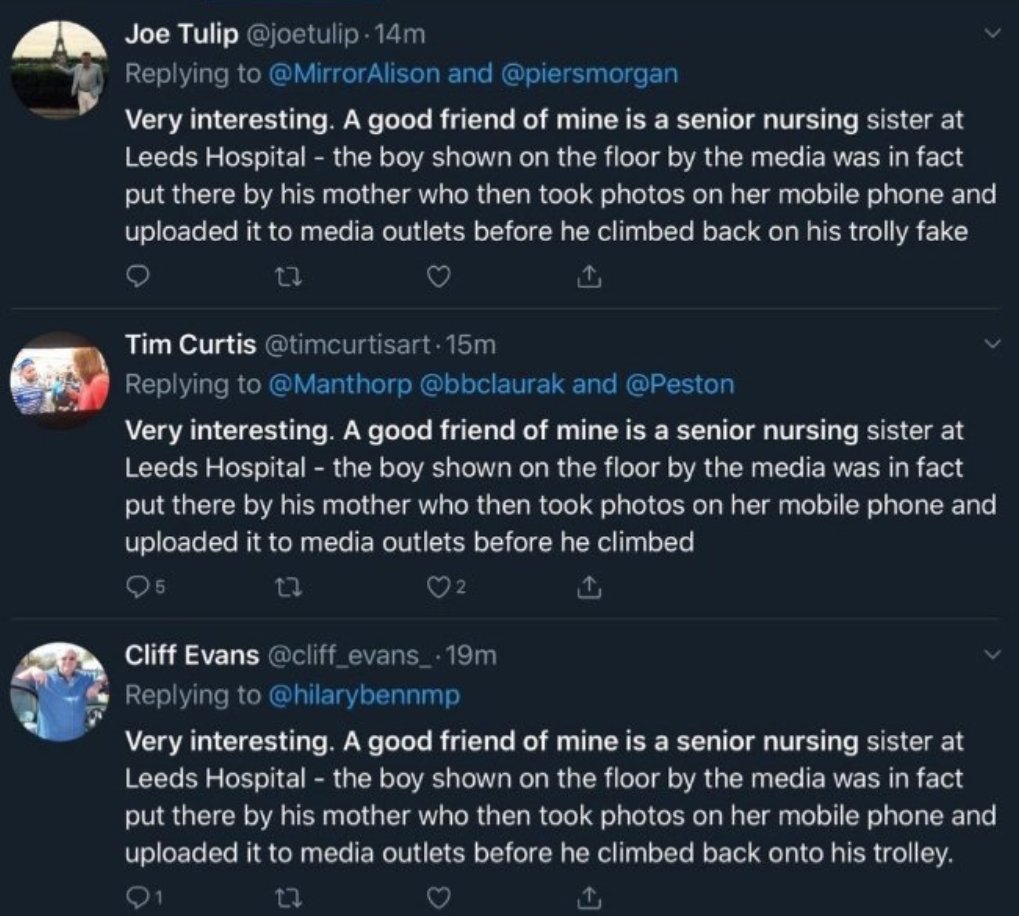 Joe Tulip @joetulip · 14m
Replying to @MirrorAlison and @piersmorgan
Very interesting. A good friend of mine is a senior nursing sister at
Leeds Hospital - the boy shown on the floor by the media was in fact
put there by his mother who then took photos on her mobile phone and
uploaded it to media outlets before he climbed back on his trolly fake
Tim Curtis @timcurtisart · 15m
Replying to @Manthorp @bbclaurak and @Peston
Very interesting. A good friend of mine is a senior nursing sister at
Leeds Hospital - the boy shown on the floor by the media was in fact
put there by his mother who then took photos on her mobile phone and
uploaded it to media outlets before he climbed
5 2
Cliff Evans @cliff_evans_ · 19m
Replying to @hilarybennmp
Very interesting. A good friend of mine is a senior nursing sister at
Leeds Hospital - the boy shown on the floor by the media was in fact
put there by his mother who then took photos on her mobile phone and
uploaded it to media outlets before he climbed back onto his trolley.
1